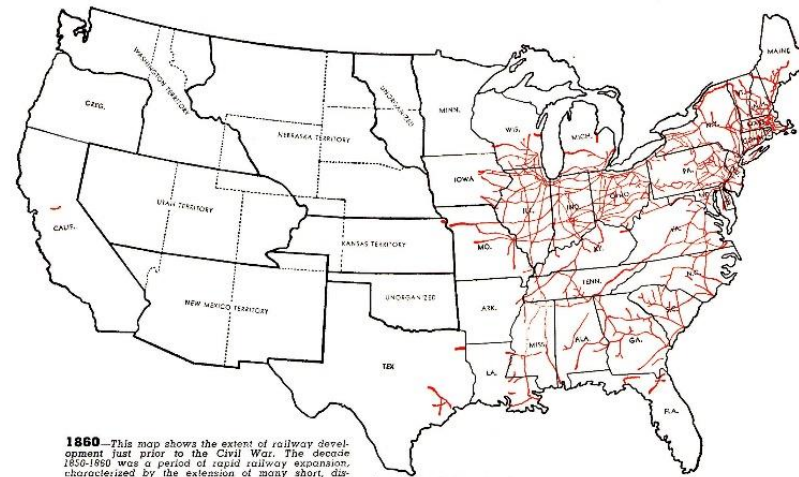 WASHINGTON TERRITORY
OREG.
UNORGANIZED
MINN.
MAINE
NEBRASKA TERRITORY
WIS.
MICH.
IOWA
PA.
UTAH TERRITORY
ILL.
IND.
OHIO
CALIF.
KANSAS TERRITORY
MO.
KY.
VA.
NEW MEXICO TERRITORY
UNORGANIZED
ARK.
TENN.
N.C.
S.C.
TEX
LA.
MISS.
ALA.
GA.
FLA.
1860—This map shows the extent of railway devel-
opment just prior to the Civil War. The decade
1850-1860 was a period of rapid railway expansion,
characterized by the extension of many short, dis-